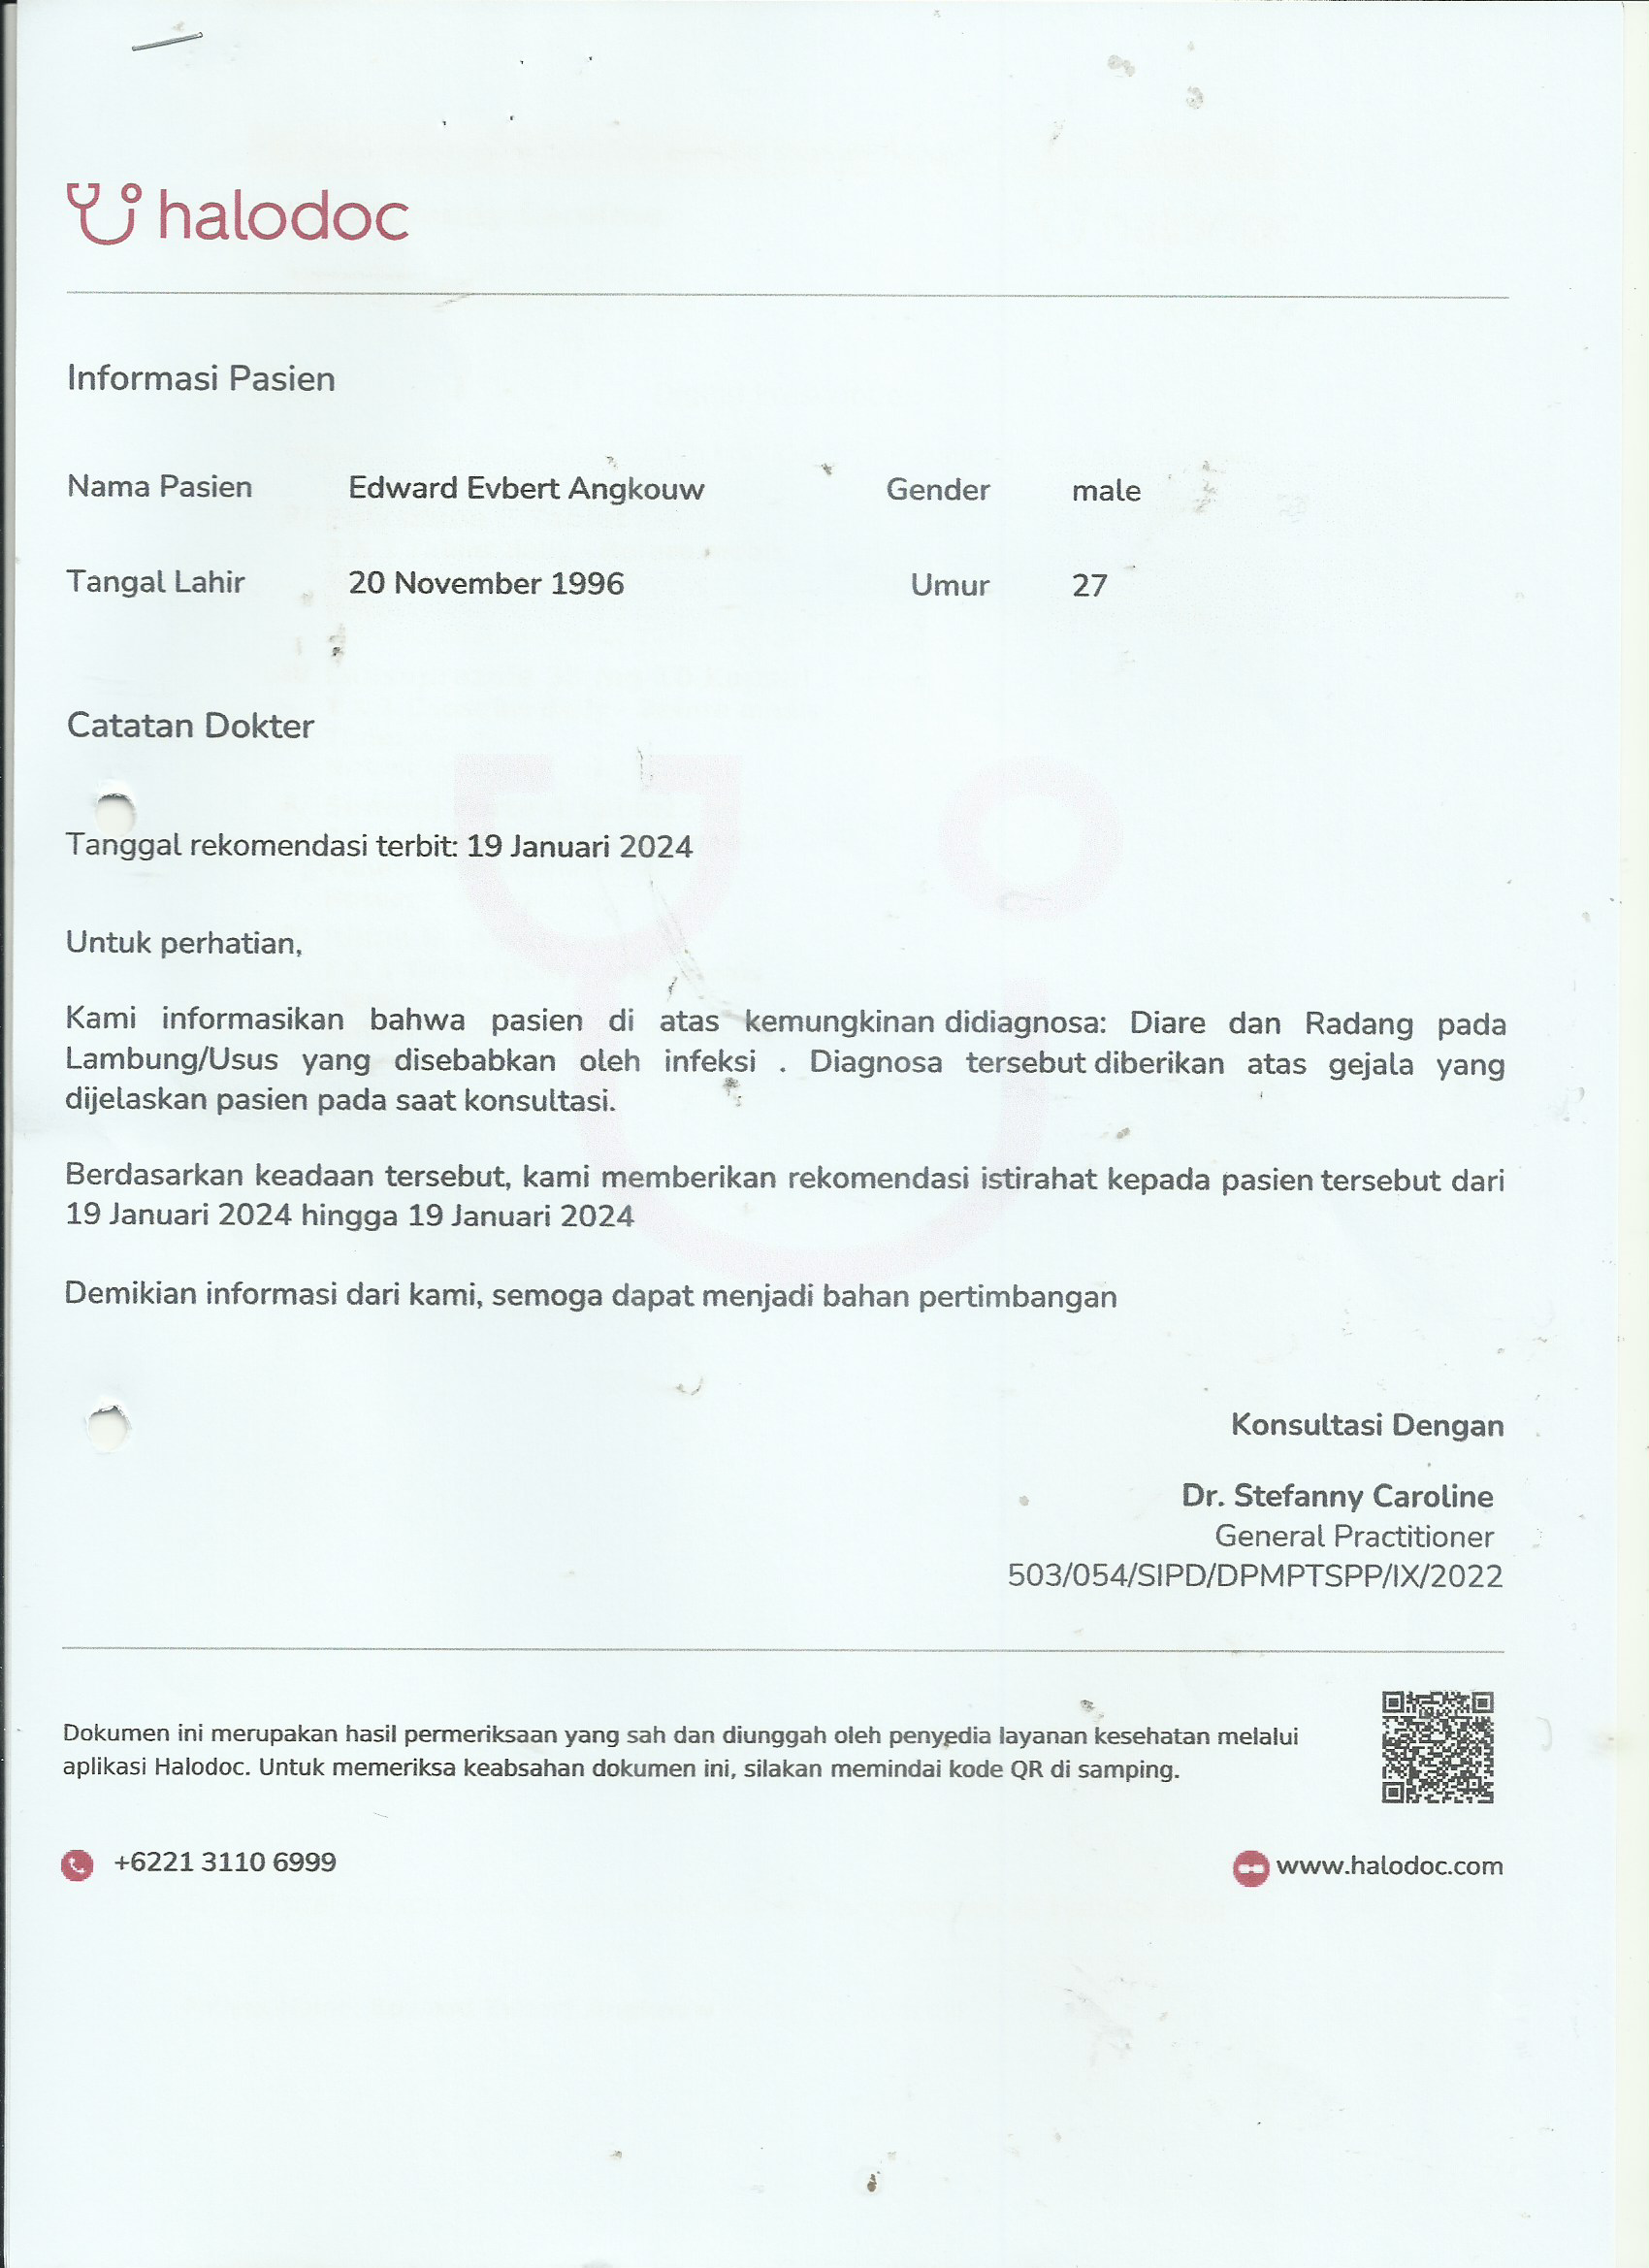 halodoc
Informasi Pasien
Nama Pasien Edward Evbert Angkouw Gender male
Tangal Lahir 20 November 1996 Umur 27
Catatan Dokter
Tanggal rekomendasi terbit: 19 Januari 2024
Untuk perhatian,
Kami informasikan bahwa pasien di atas kemungkinan didiagnosa: Diare dan Radang pada
Lambung/Usus yang disebabkan oleh infeksi . Diagnosa tersebut diberikan atas gejala yang
dijelaskan pasien pada saat konsultasi.
Berdasarkan keadaan tersebut, kami memberikan rekomendasi istirahat kepada pasien tersebut dari
19 Januari 2024 hingga 19 Januari 2024
Demikian informasi dari kami, semoga dapat menjadi bahan pertimbangan
Konsultasi Dengan
Dr. Stefanny Caroline
General Practitioner
503/054/SIPD/DPMPTSPP/IX/2022
Dokumen ini merupakan hasil permeriksaan yang sah dan diunggah oleh penyedia layanan kesehatan melalui
aplikasi Halodoc. Untuk memeriksa keabsahan dokumen ini, silakan memindai kode QR di samping.
+6221 3110 6999 www.halodoc.com